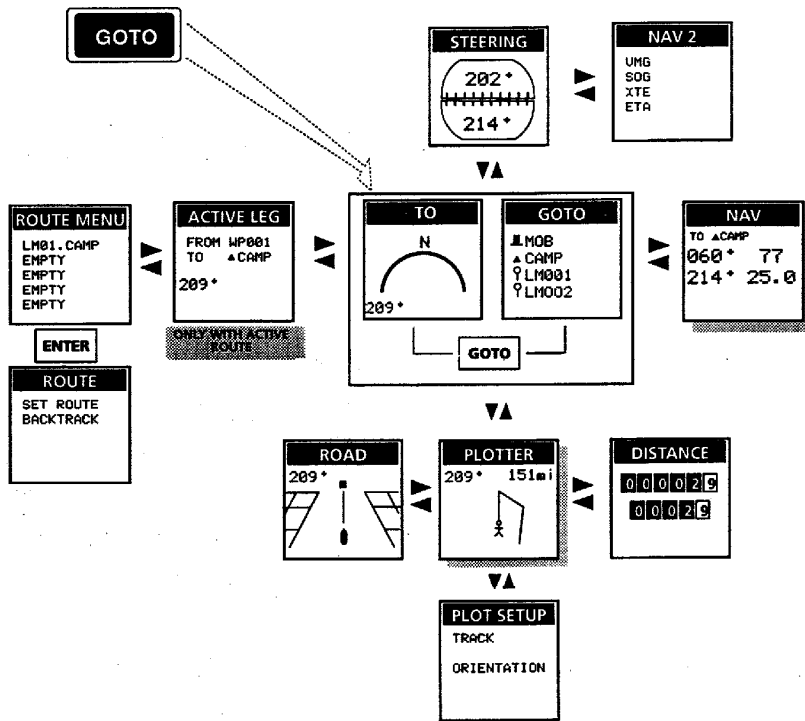 GOTO
STEERING
202°
214°
NAV 2
VMG
SOG
XTE
ETA
ROUTE MENU
LM01.CAMP
EMPTY
EMPTY
EMPTY
EMPTY
ENTER
ROUTE
SET ROUTE
BACKTRACK
ACTIVE LEG
FROM WP001
TO ▲CAMP
209°
ONLY WITH ACTIVE
ROUTE
TO
N
209°
GOTO
MOB
▲CAMP
LM001
LM002
GOTO
NAV
TO ▲CAMP
060° 77
214° 25.0
ROAD
209°
PLOTTER
209° 151mi
DISTANCE
000029
00029
PLOT SETUP
TRACK
ORIENTATION